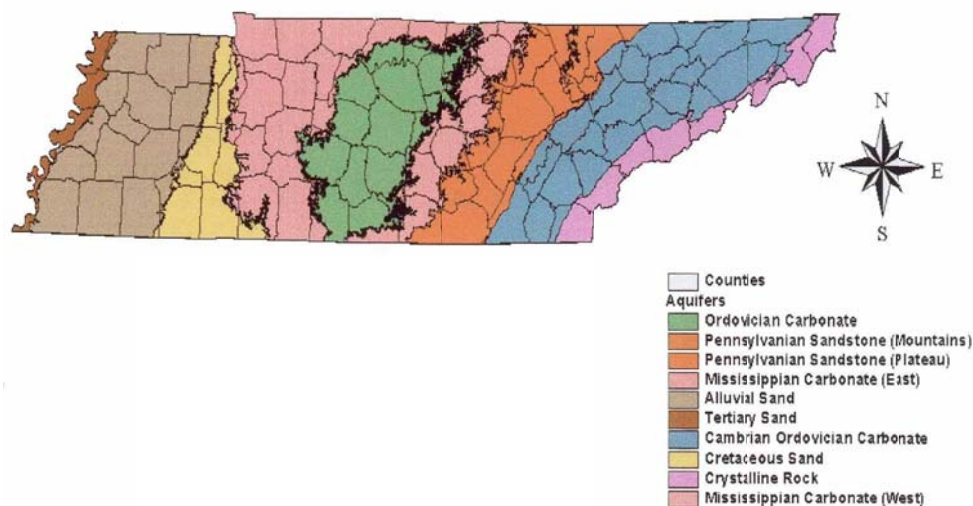 N
W E
S
Counties
Aquifers
Ordovician Carbonate
Pennsylvanian Sandstone (Mountains)
Pennsylvanian Sandstone (Plateau)
Mississippian Carbonate (East)
Alluvial Sand
Tertiary Sand
Cambrian Ordovician Carbonate
Cretaceous Sand
Crystalline Rock
Mississippian Carbonate (West)